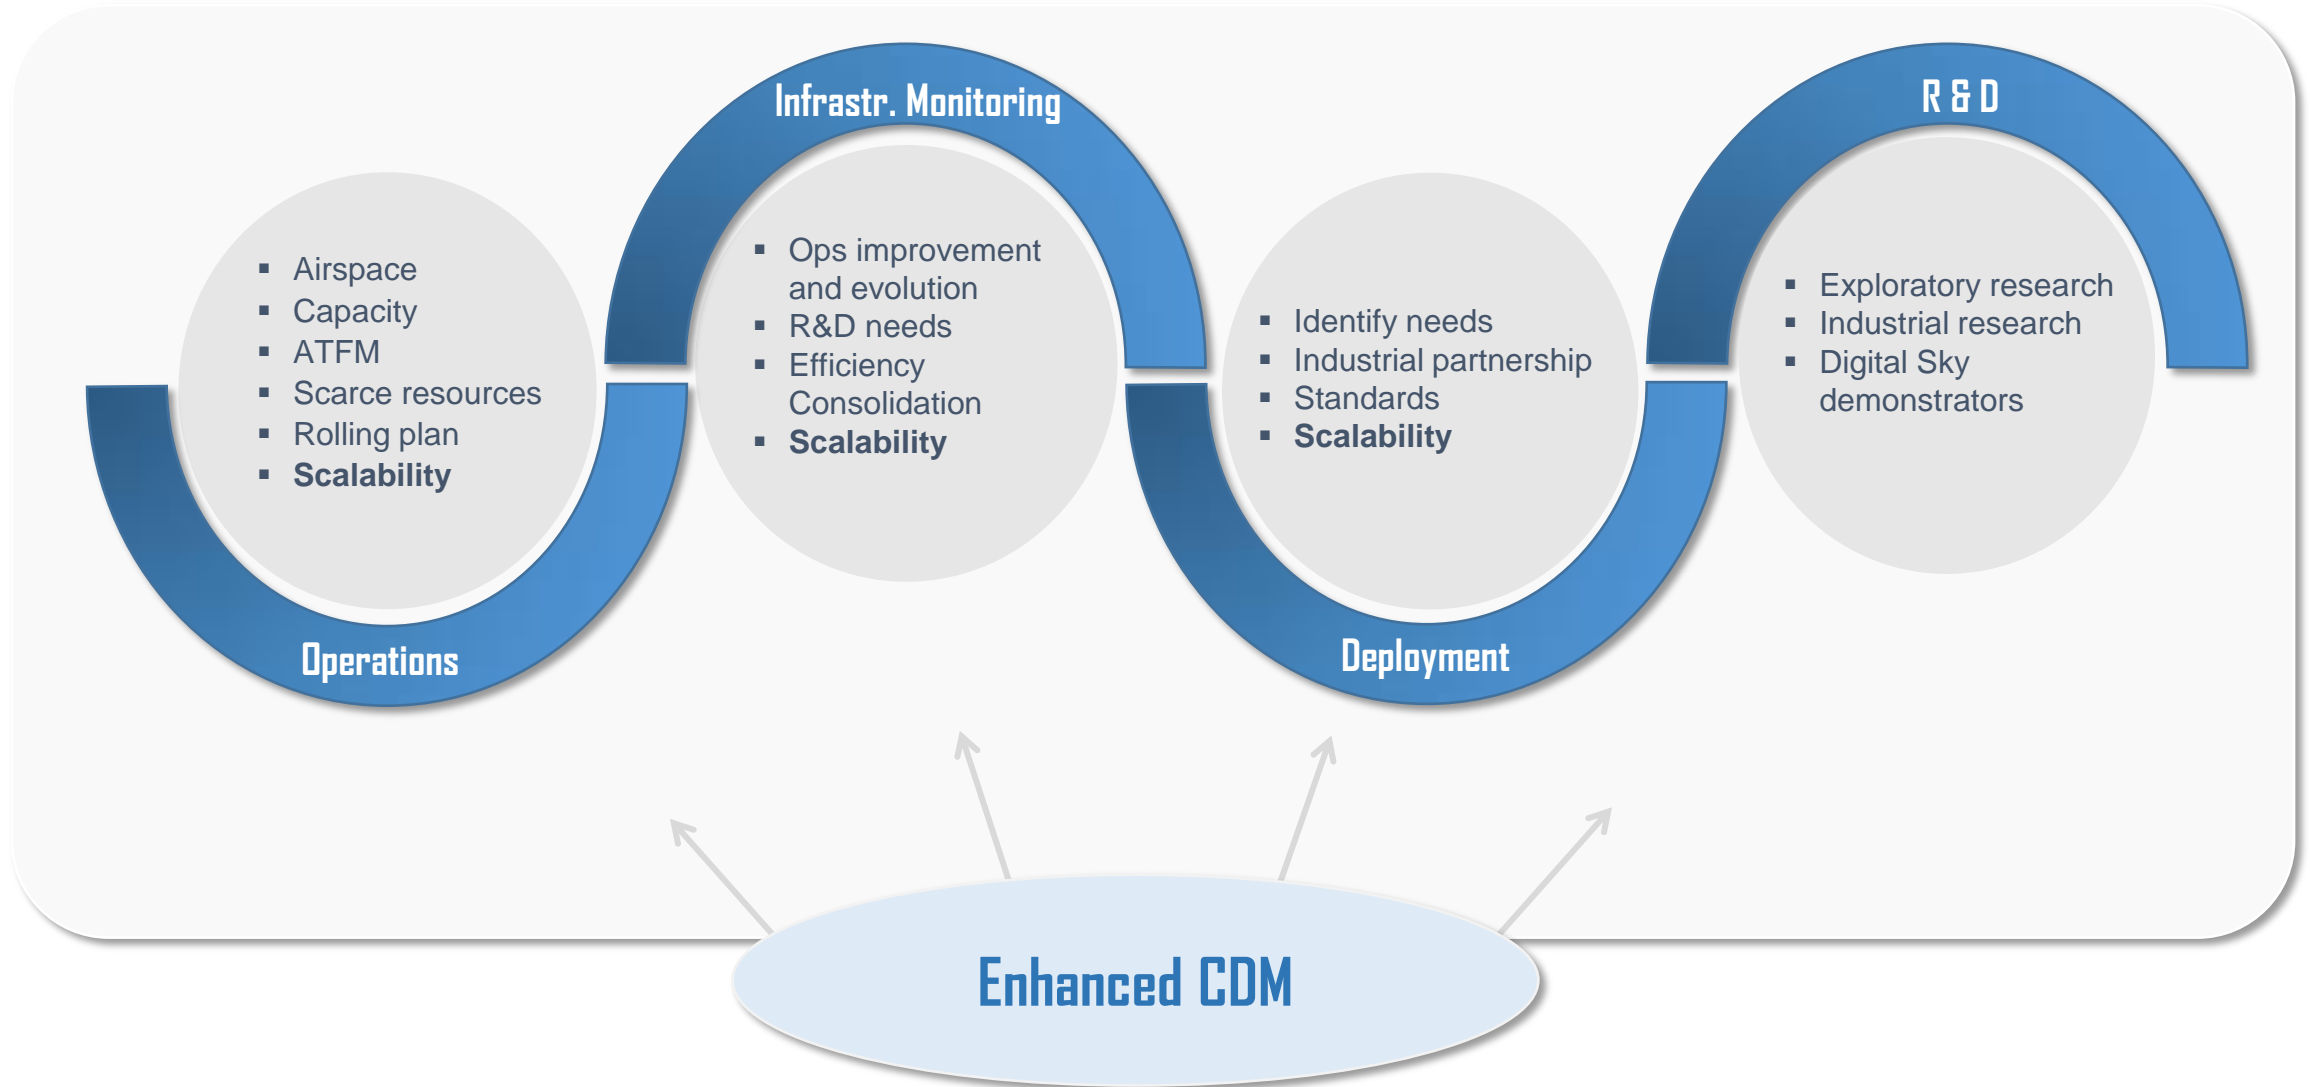 Operations
▪ Airspace
▪ Capacity
▪ ATFM
▪ Scarce resources
▪ Rolling plan
▪ Scalability
Infrastr. Monitoring
▪ Ops improvement
and evolution
▪ R&D needs
▪ Efficiency
Consolidation
▪ Scalability
Deployment
▪ Identify needs
▪ Industrial partnership
▪ Standards
▪ Scalability
R & D
▪ Exploratory research
▪ Industrial research
▪ Digital Sky
demonstrators
Enhanced CDM